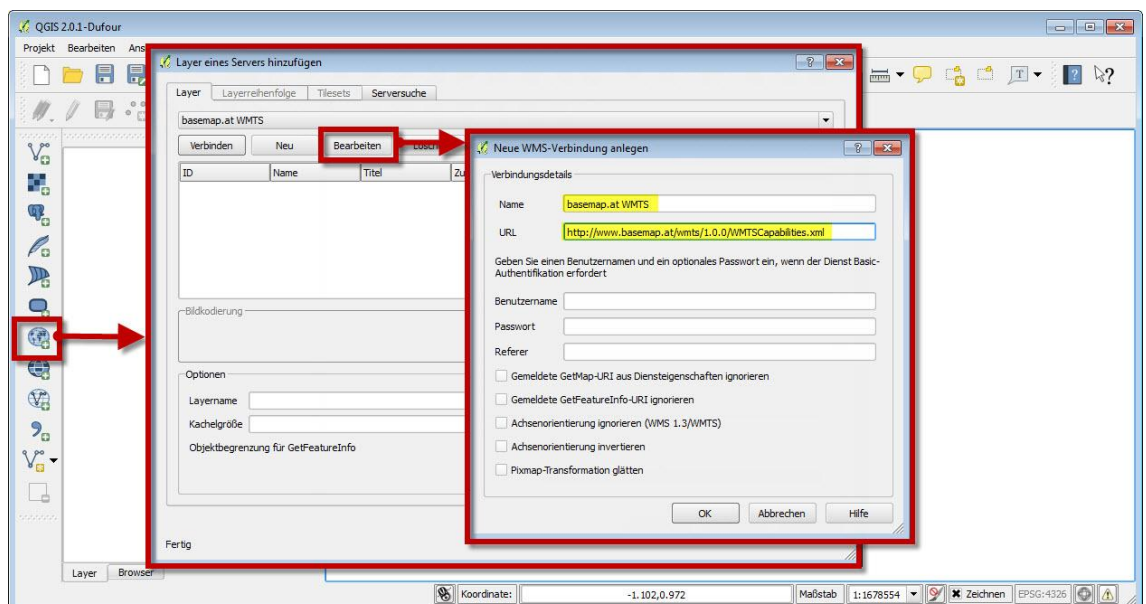 QGIS 2.0.1-Dufour
Projekt Bearbeiten
Layer eines Servers hinzufügen
Layer Layerreihenfolge Tilesets Serversuche
basemap.at WMTS
Verbinden Neu Bearbeiten
ID Name Titel
Bildkodierung
Optionen
Layername
Kachelgröße
Objektbegrenzung für GetFeatureInfo
Fertig
Neue WMS-Verbindung anlegen
Verbindungsdetails
Name basemap.at WMTS
URL http://www.basemap.at/wmts/1.0.0/WMTSCapabilities.xml
Geben Sie einen Benutzernamen und ein optionales Passwort ein, wenn der Dienst Basic-
Authentifikation erfordert
Benutzername
Passwort
Referer
Gemeldete GetMap-URI aus Diensteigenschaften ignorieren
Gemeldete GetFeatureInfo-URI ignorieren
Achsenorientierung ignorieren (WMS 1.3/WMTS)
Achsenorientierung invertieren
Pixmap-Transformation glätten
OK Abbrechen Hilfe
Layer Browser
Koordinate: -1.102,0.972 Maßstab 1:1678554 Zeichnen EPSG:4326